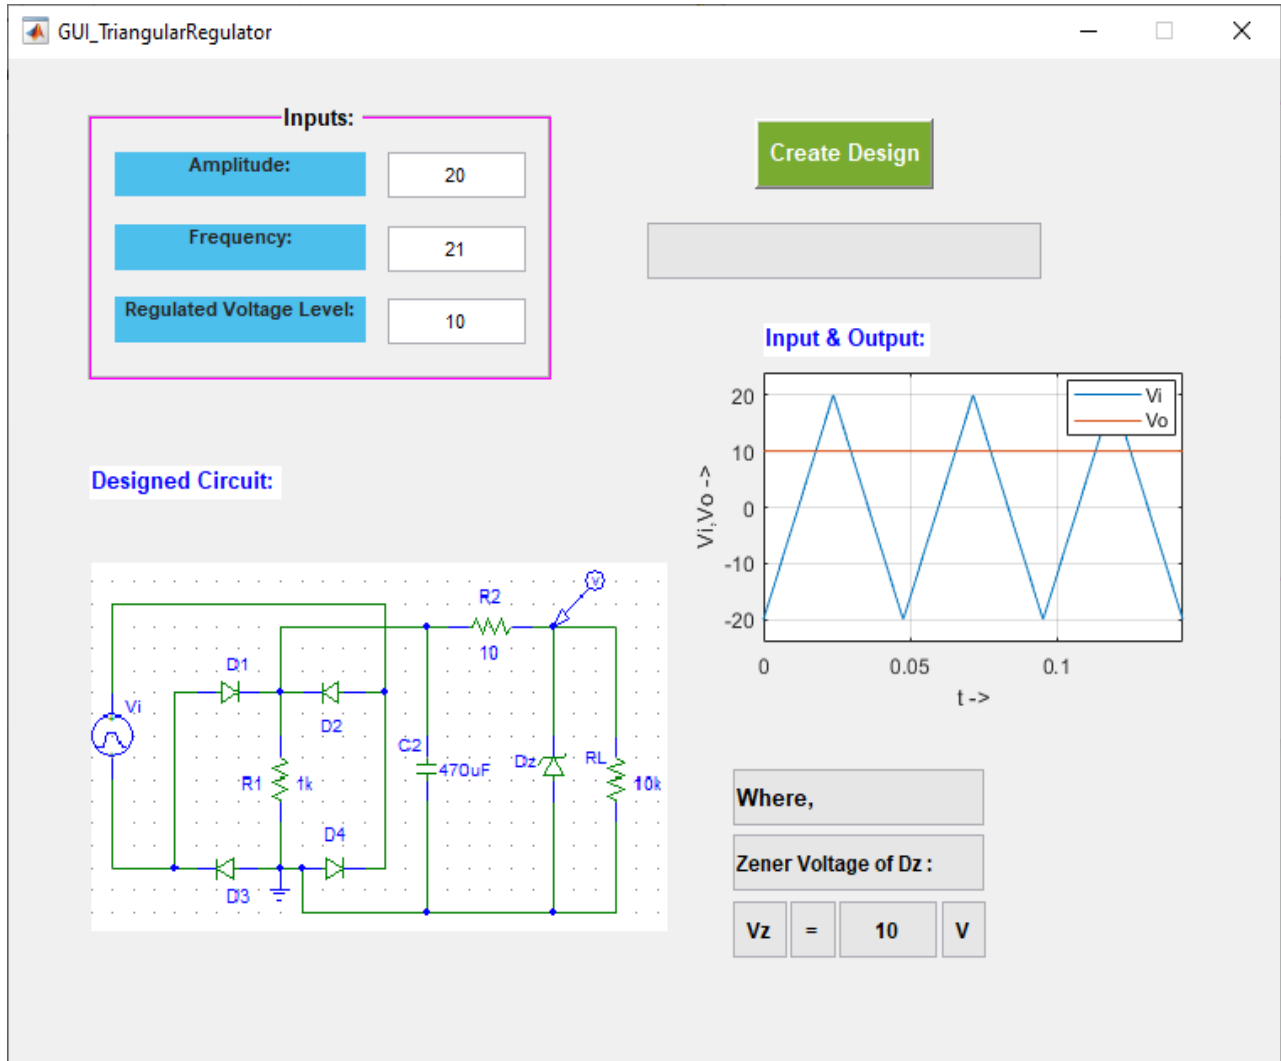 GUI_TriangularRegulator
Inputs:
Amplitude:
20
Frequency:
21
Regulated Voltage Level:
10
Create Design
Input & Output:
20
10
0
-10
-20
Vi,Vo ->
Vi
Vo
0
0.05
0.1
t ->
Designed Circuit:
V
R2
10
D1
Vi
D2
C2
470uF
Dz
RL
R1
1k
10k
D4
D3
Where,
Zener Voltage of Dz :
Vz = 10 V